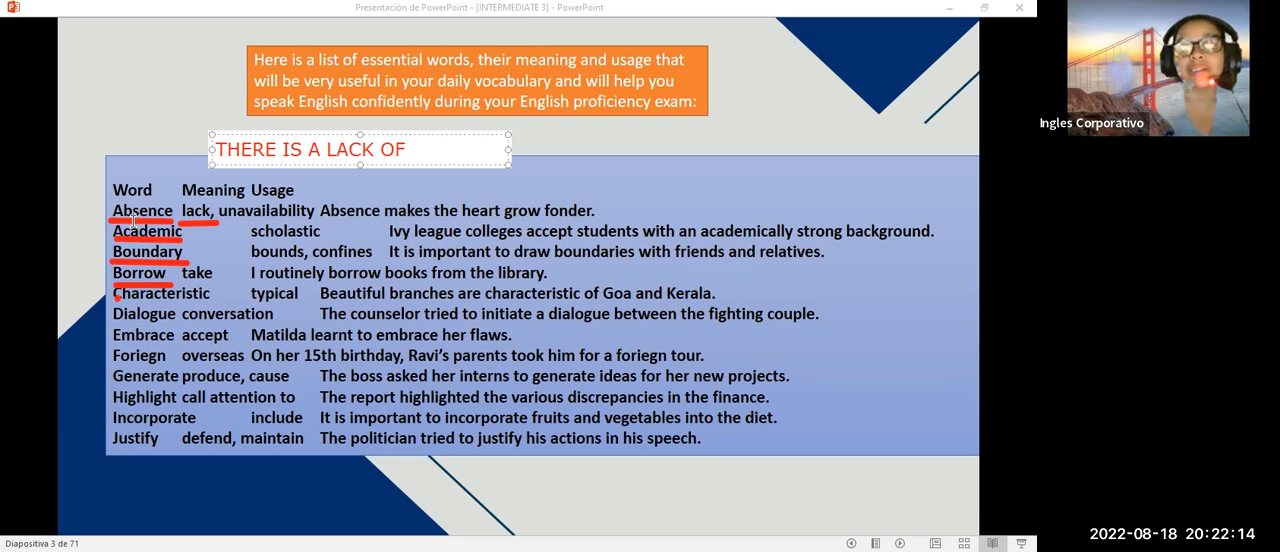 Presentación de PowerPoint - [INTERMEDIATE 3] - PowerPoint
Here is a list of essential words, their meaning and usage that
will be very useful in your daily vocabulary and will help you
speak English confidently during your English proficiency exam:
THERE IS A LACK OF
Word Meaning Usage
Absence lack, unavailability Absence makes the heart grow fonder.
Academic scholastic Ivy league colleges accept students with an academically strong background.
Boundary bounds, confines It is important to draw boundaries with friends and relatives.
Borrow take I routinely borrow books from the library.
Characteristic typical Beautiful branches are characteristic of Goa and Kerala.
Dialogue conversation The counselor tried to initiate a dialogue between the fighting couple.
Embrace accept Matilda learnt to embrace her flaws.
Foriegn overseas On her 15th birthday, Ravi's parents took him for a foriegn tour.
Generate produce, cause The boss asked her interns to generate ideas for her new projects.
Highlight call attention to The report highlighted the various discrepancies in the finance.
Incorporate include It is important to incorporate fruits and vegetables into the diet.
Justify defend, maintain The politician tried to justify his actions in his speech.
Diapositiva 3 de 71
Ingles Corporativo
2022-08-18 20:22:14